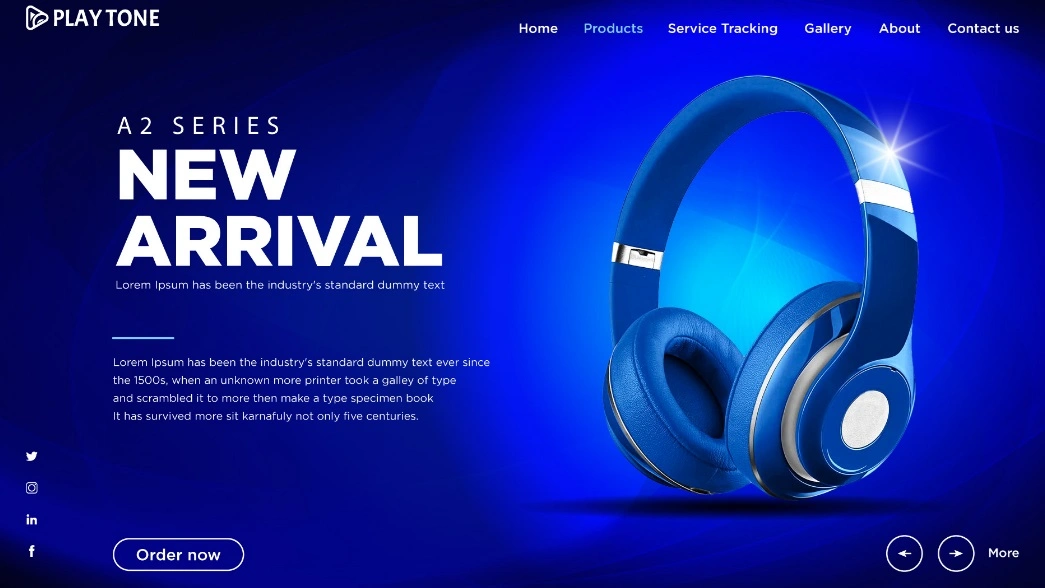 PLAY TONE
Home Products Service Tracking Gallery About Contact us
A2 SERIES
NEW
ARRIVAL
Lorem Ipsum has been the industry's standard dummy text
Lorem Ipsum has been the industry's standard dummy text ever since
the 1500s, when an unknown more printer took a galley of type
and scrambled it to more then make a type specimen book
It has survived more sit karnafuly not only five centuries.
Order now
More